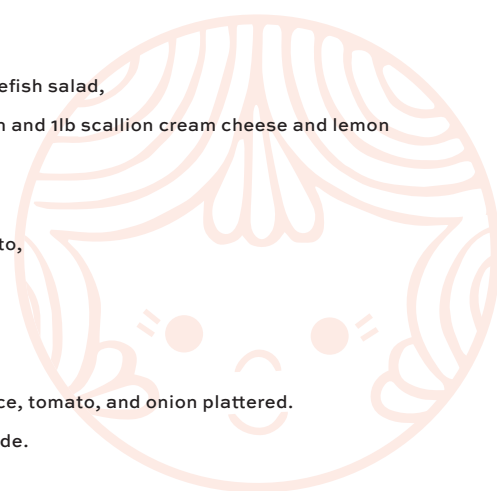 efish salad,
and 1lb scallion cream cheese and lemon
to,
ce, tomato, and onion plattered.
de.